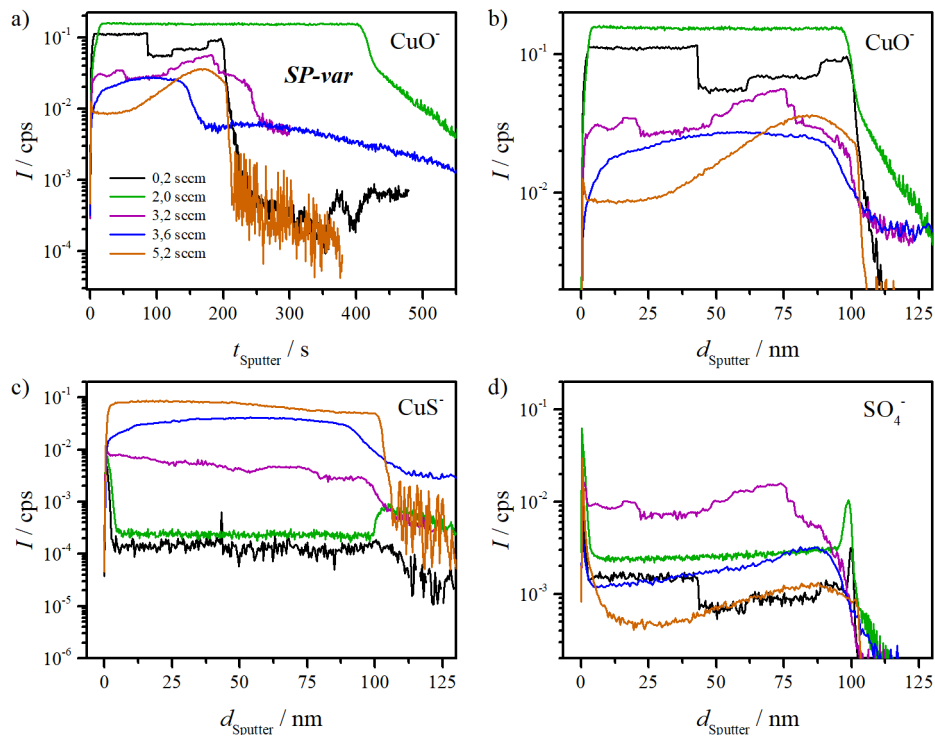 a)
CuO⁻
SP-var
I / cps
10⁻¹
10⁻²
10⁻³
10⁻⁴
0,2 sccm
2,0 sccm
3,2 sccm
3,6 sccm
5,2 sccm
0 100 200 300 400 500
t_Sputter / s
b)
CuO⁻
I / cps
10⁻¹
10⁻²
0 25 50 75 100 125
d_Sputter / nm
c)
CuS⁻
I / cps
10⁻¹
10⁻²
10⁻³
10⁻⁴
10⁻⁵
10⁻⁶
0 25 50 75 100 125
d_Sputter / nm
d)
SO₄⁻
I / cps
10⁻¹
10⁻²
10⁻³
0 25 50 75 100 125
d_Sputter / nm